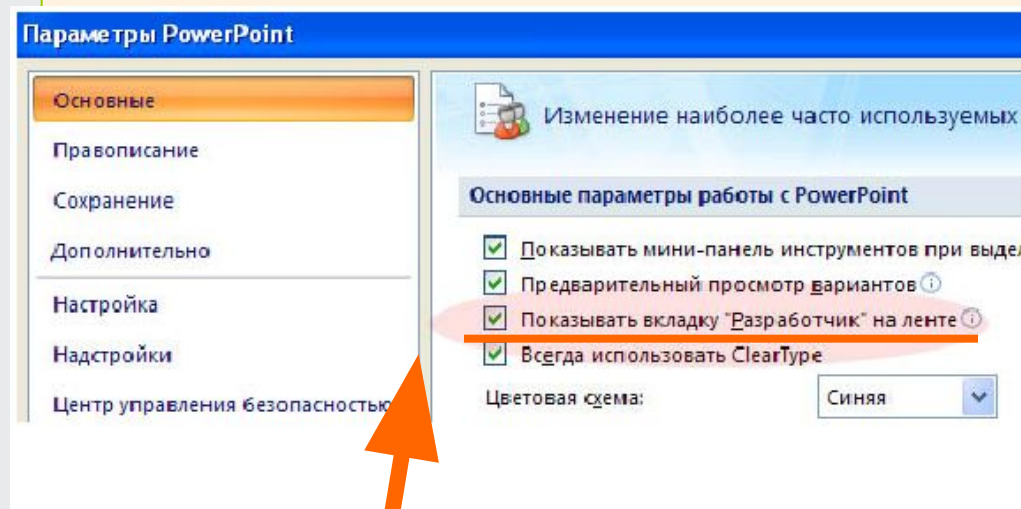 Параметры PowerPoint
Основные
Правописание
Сохранение
Дополнительно
Настройка
Надстройки
Центр управления безопасностью
Изменение наиболее часто используемых
Основные параметры работы с PowerPoint
Показывать мини-панель инструментов при
Предварительный просмотр вариантов
Показывать вкладку "Разработчик" на ленте
Всегда использовать ClearType
Цветовая схема: Синяя